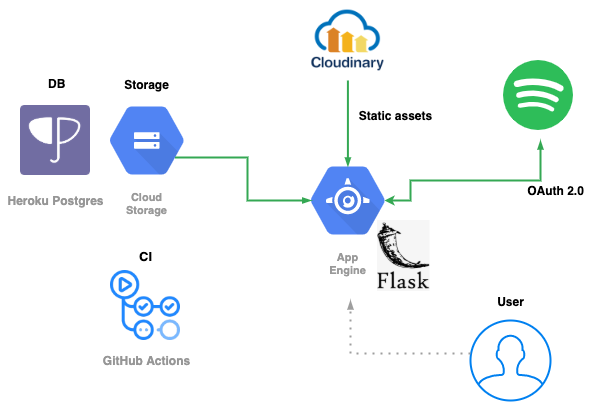 Cloudinary
DB
Storage
Static assets
Heroku Postgres
Cloud
Storage
OAuth 2.0
App
Engine
Flask
CI
GitHub Actions
User